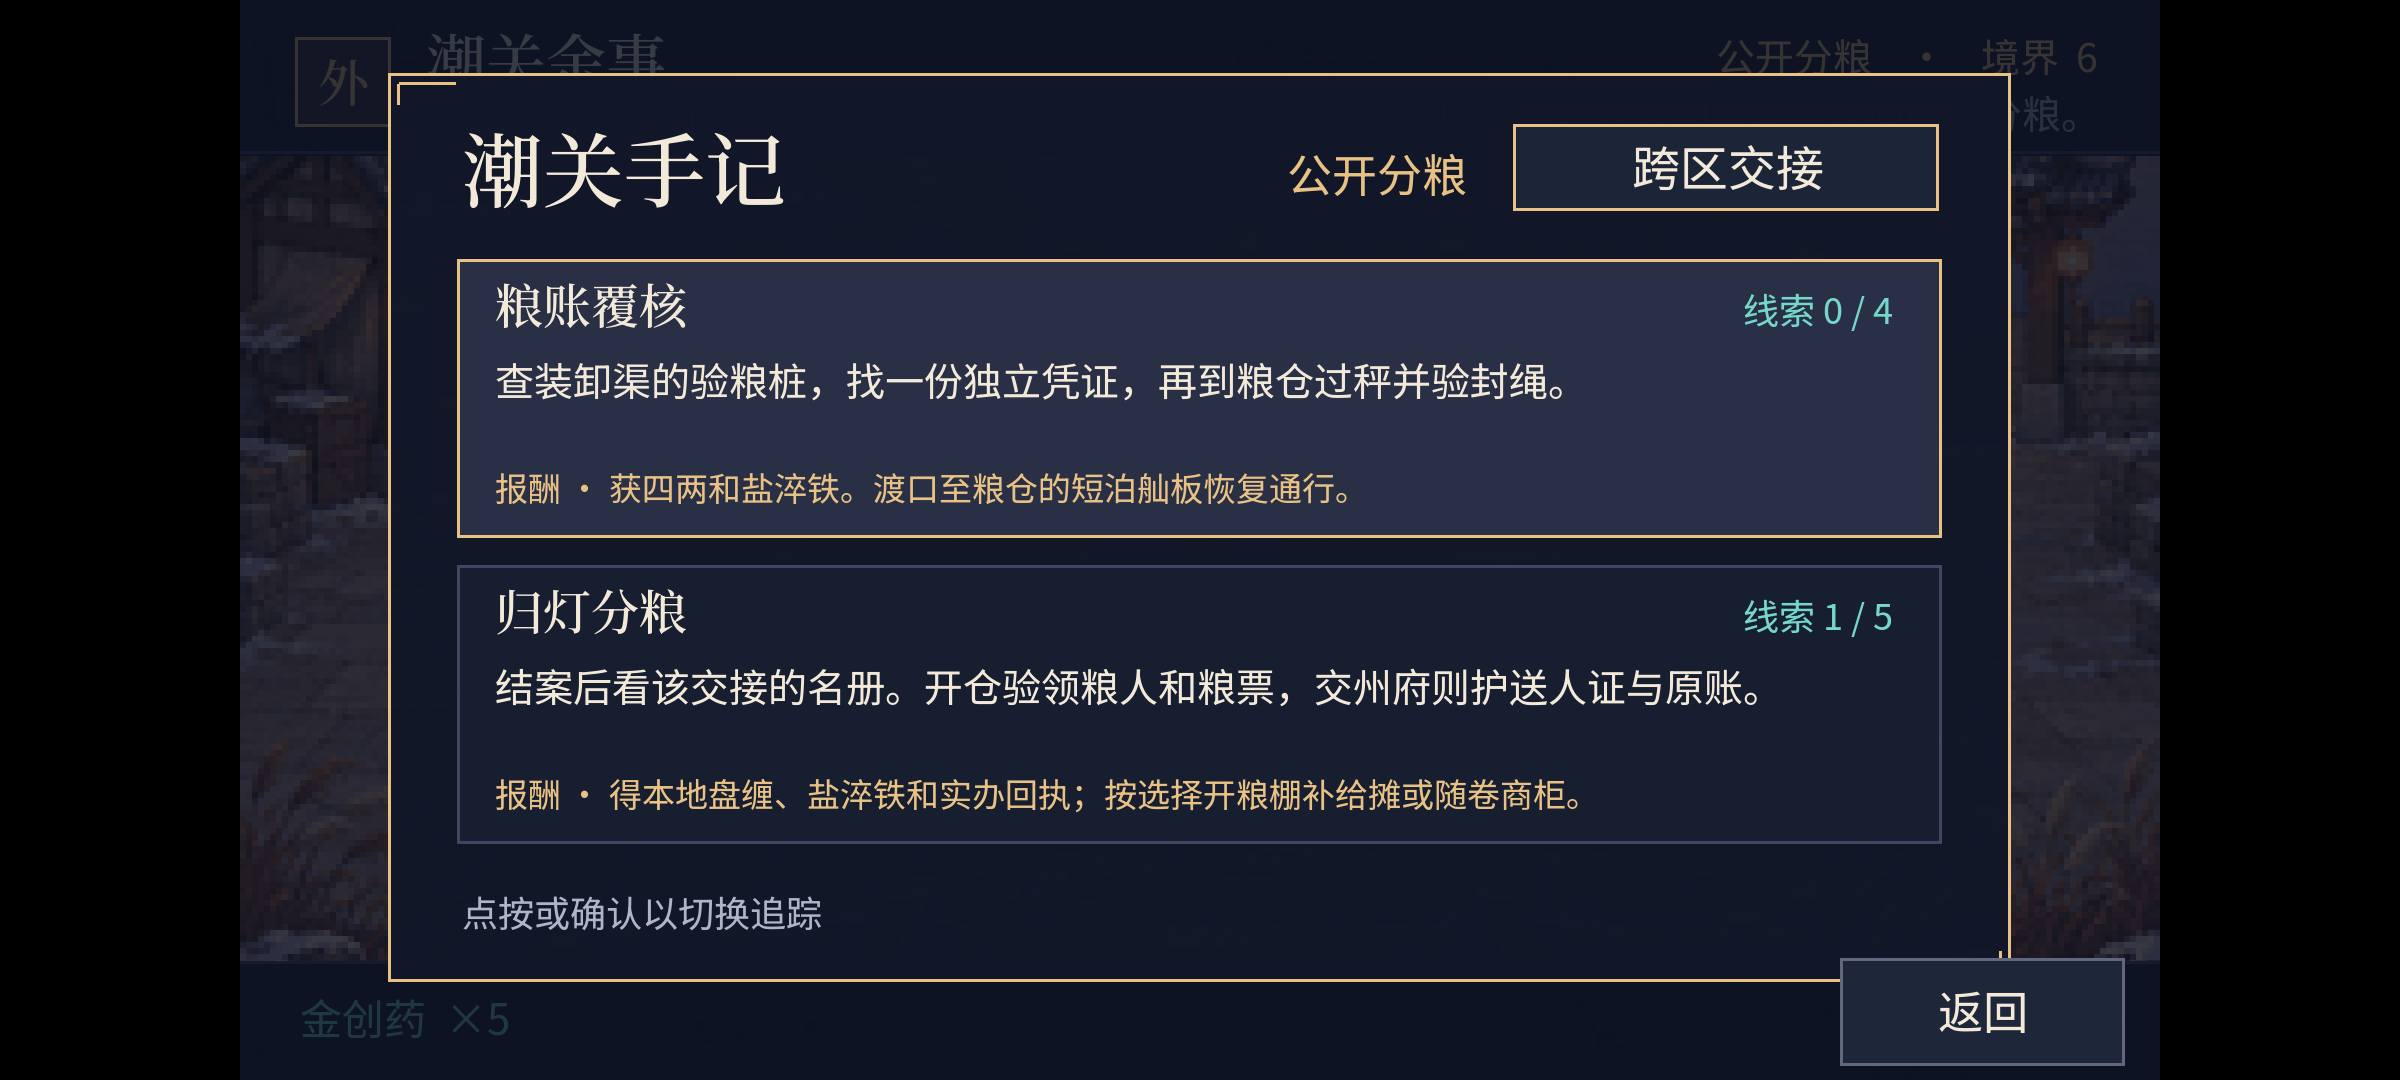 外
潮关余事
公开分粮 · 境界 6
粮。
潮关手记
公开分粮
跨区交接
粮账覆核
线索 0 / 4
查装卸渠的验粮桩，找一份独立凭证，再到粮仓过秤并验封绳。
报酬 · 获四两和盐淬铁。渡口至粮仓的短泊舢板恢复通行。
归灯分粮
线索 1 / 5
结案后看该交接的名册。开仓验领粮人和粮票，交州府则护送人证与原账。
报酬 · 得本地盘缠、盐淬铁和实办回执；按选择开粮棚补给摊或随卷商柜。
点按或确认以切换追踪
金创药 ×5
返回